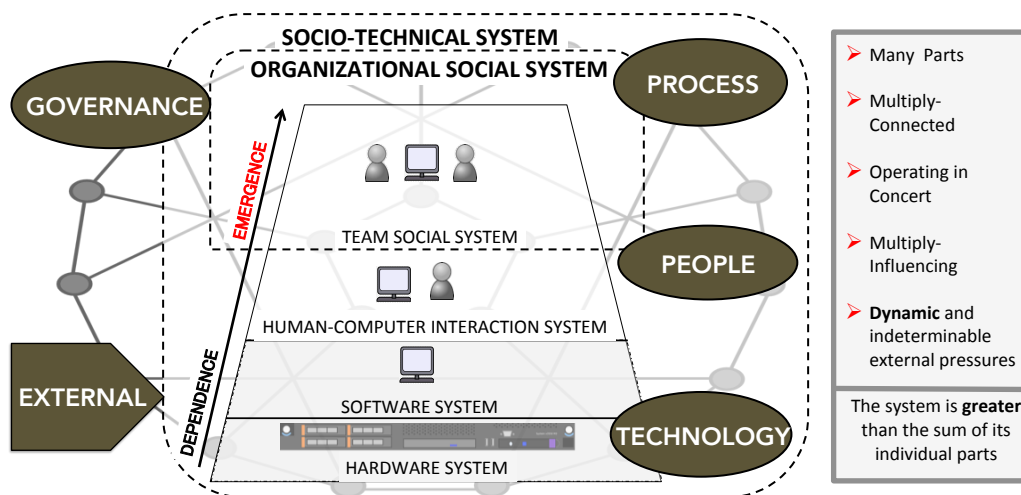 SOCIO-TECHNICAL SYSTEM
ORGANIZATIONAL SOCIAL SYSTEM
GOVERNANCE
PROCESS
EMERGENCE
TEAM SOCIAL SYSTEM
PEOPLE
HUMAN-COMPUTER INTERACTION SYSTEM
EXTERNAL
DEPENDENCE
SOFTWARE SYSTEM
TECHNOLOGY
HARDWARE SYSTEM
Many Parts
Multiply-
Connected
Operating in
Concert
Multiply-
Influencing
Dynamic and
indeterminable
external pressures
The system is greater
than the sum of its
individual parts